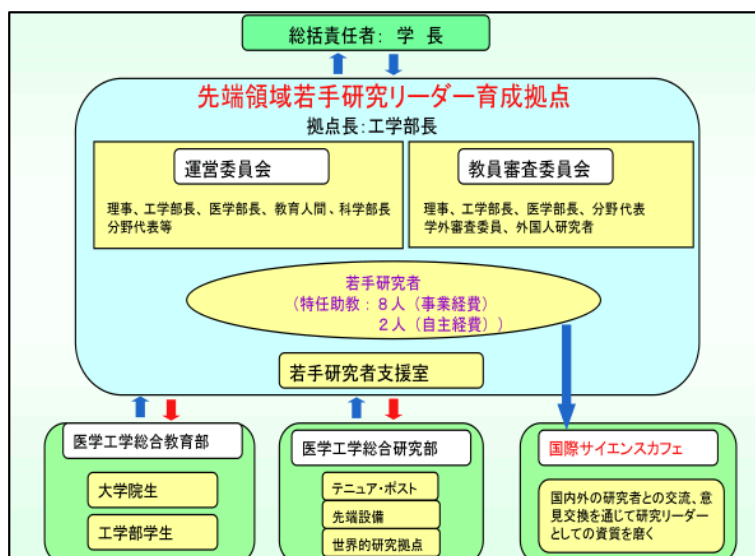 総括責任者: 学 長
先端領域若手研究リーダー育成拠点
拠点長:工学部長
運営委員会
理事、工学部長、医学部長、教育人間、科学部長
分野代表等
教員審査委員会
理事、工学部長、医学部長、分野代表
学外審査委員、外国人研究者
若手研究者
(特任助教:8人(事業経費)
2人(自主経費))
若手研究者支援室
医学工学総合教育部
大学院生
工学部学生
医学工学総合研究部
テニュア・ポスト
先端設備
世界的研究拠点
国際サイエンスカフェ
国内外の研究者との交流、意
見交換を通じて研究リーダー
としての資質を磨く